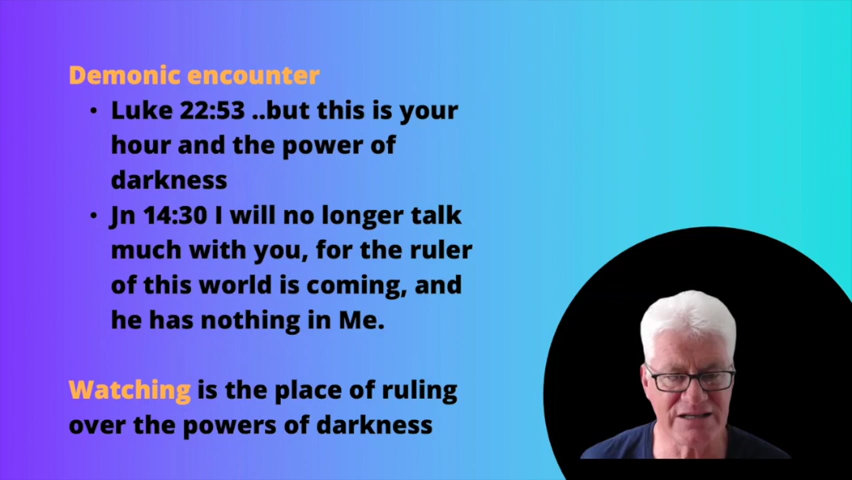 Demonic encounter
• Luke 22:53 ..but this is your
hour and the power of
darkness
• Jn 14:30 I will no longer talk
much with you, for the ruler
of this world is coming, and
he has nothing in Me.
Watching is the place of ruling
over the powers of darkness